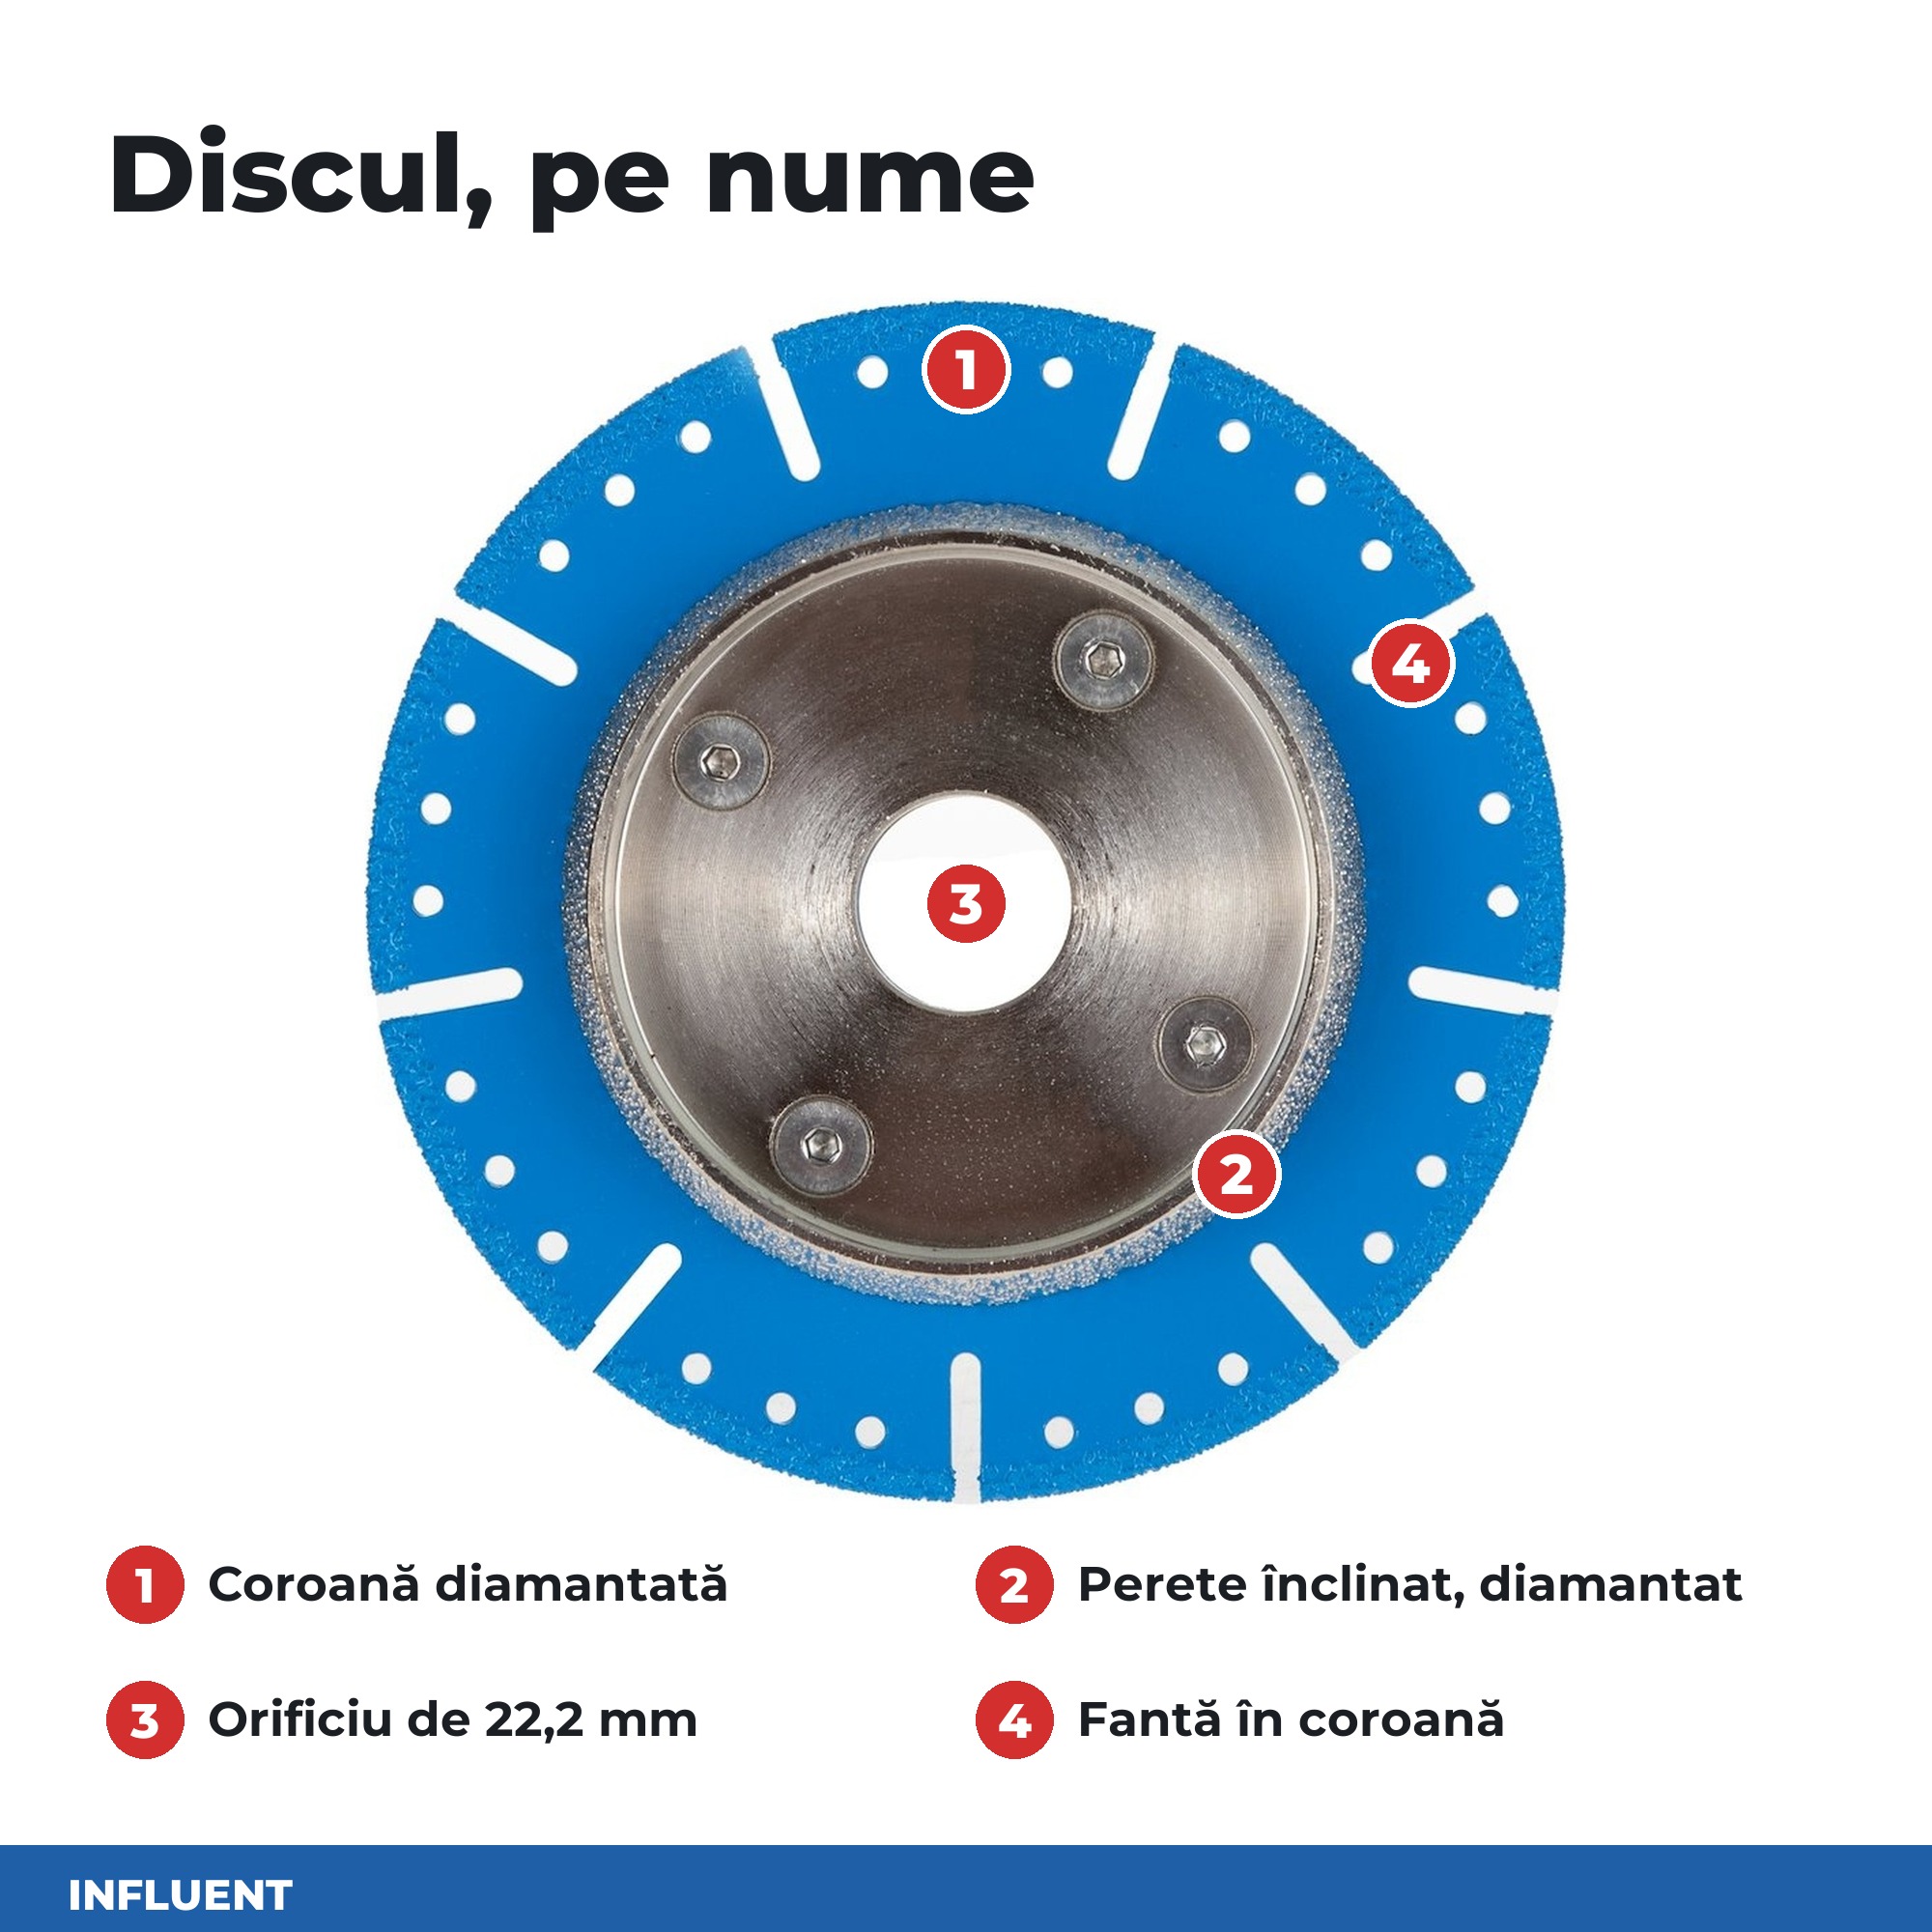 Discul, pe nume
1
4
3
2
1 Coroană diamantată
2 Perete înclinat, diamantat
3 Orificiu de 22,2 mm
4 Fantă în coroană
INFLUENT